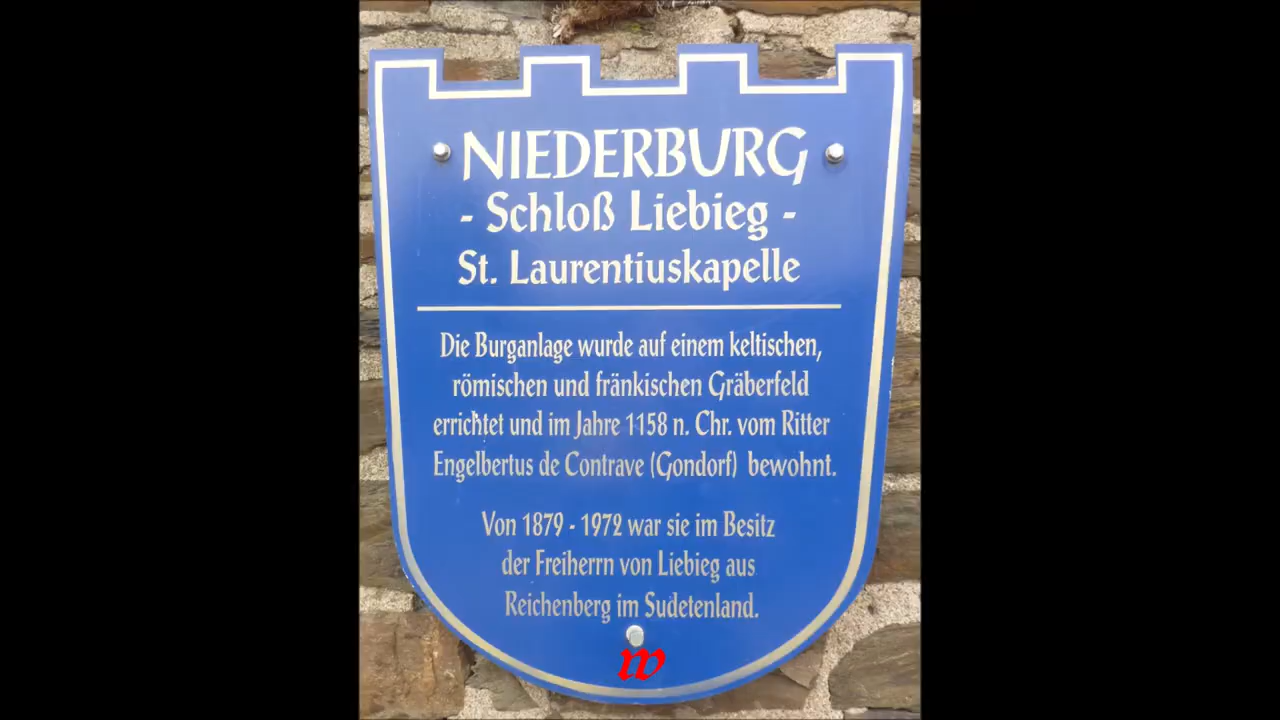 NIEDERBURG
- Schloß Liebieg -
St. Laurentiuskapelle
Die Burganlage wurde auf einem keltischen,
römischen und fränkischen Gräberfeld
errichtet und im Jahre 1158 n. Chr. vom Ritter
Engelbertus de Contrave (Gondorf) bewohnt.
Von 1879 - 1972 war sie im Besitz
der Freiherrn von Liebieg aus
Reichenberg im Sudetenland.
w